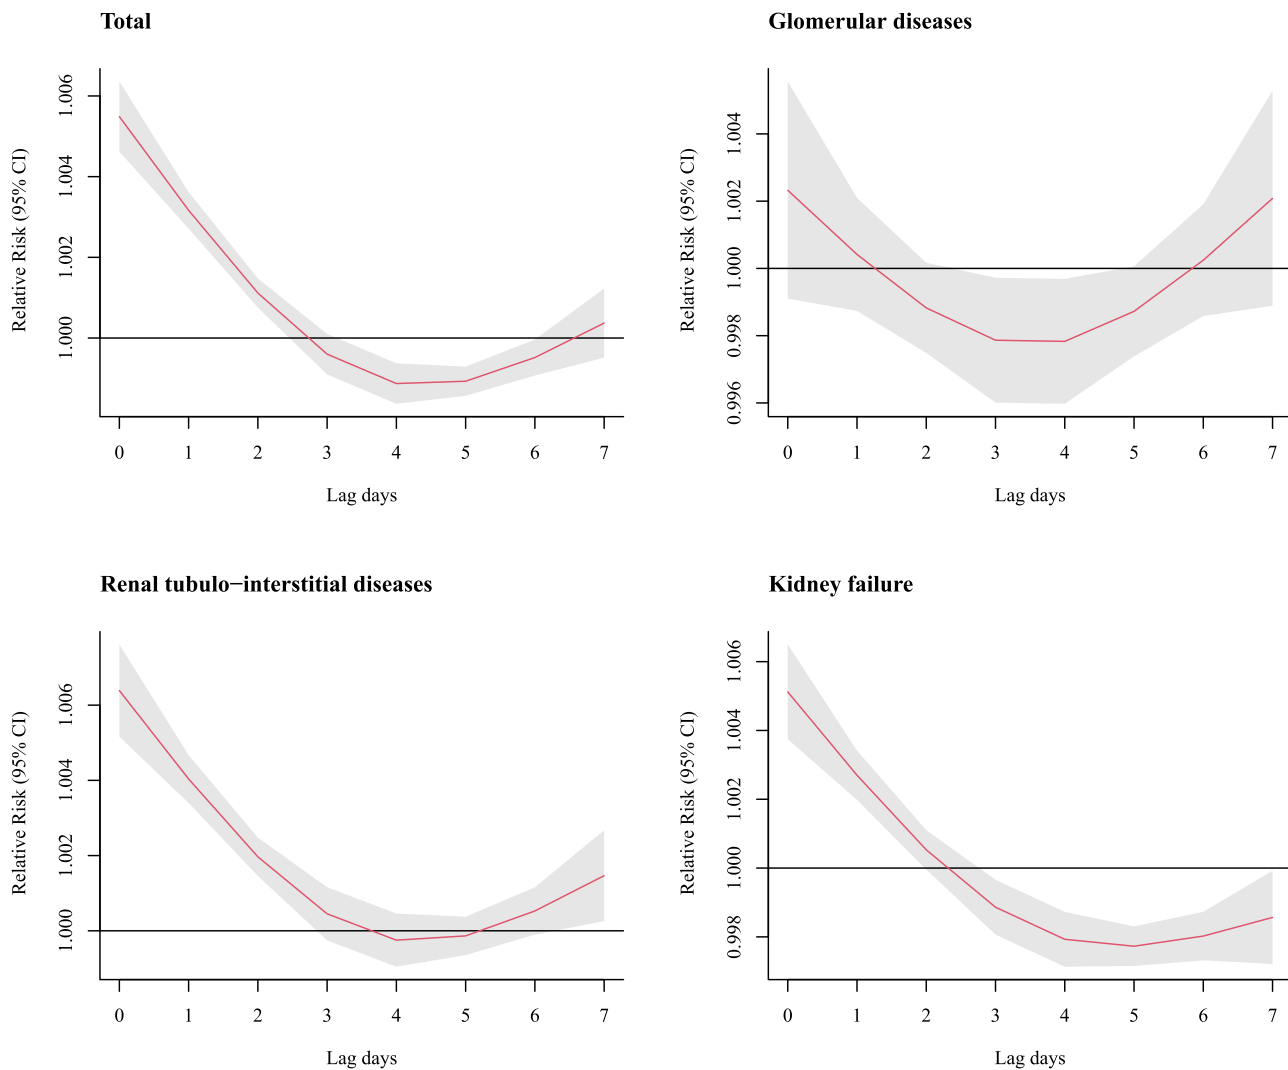 Total
Relative Risk (95% CI)
1.006
1.004
1.002
1.000
0 1 2 3 4 5 6 7
Lag days
Glomerular diseases
Relative Risk (95% CI)
1.004
1.002
1.000
0.998
0.996
0 1 2 3 4 5 6 7
Lag days
Renal tubulo−interstitial diseases
Relative Risk (95% CI)
1.006
1.004
1.002
1.000
0 1 2 3 4 5 6 7
Lag days
Kidney failure
Relative Risk (95% CI)
1.006
1.004
1.002
1.000
0.998
0 1 2 3 4 5 6 7
Lag days